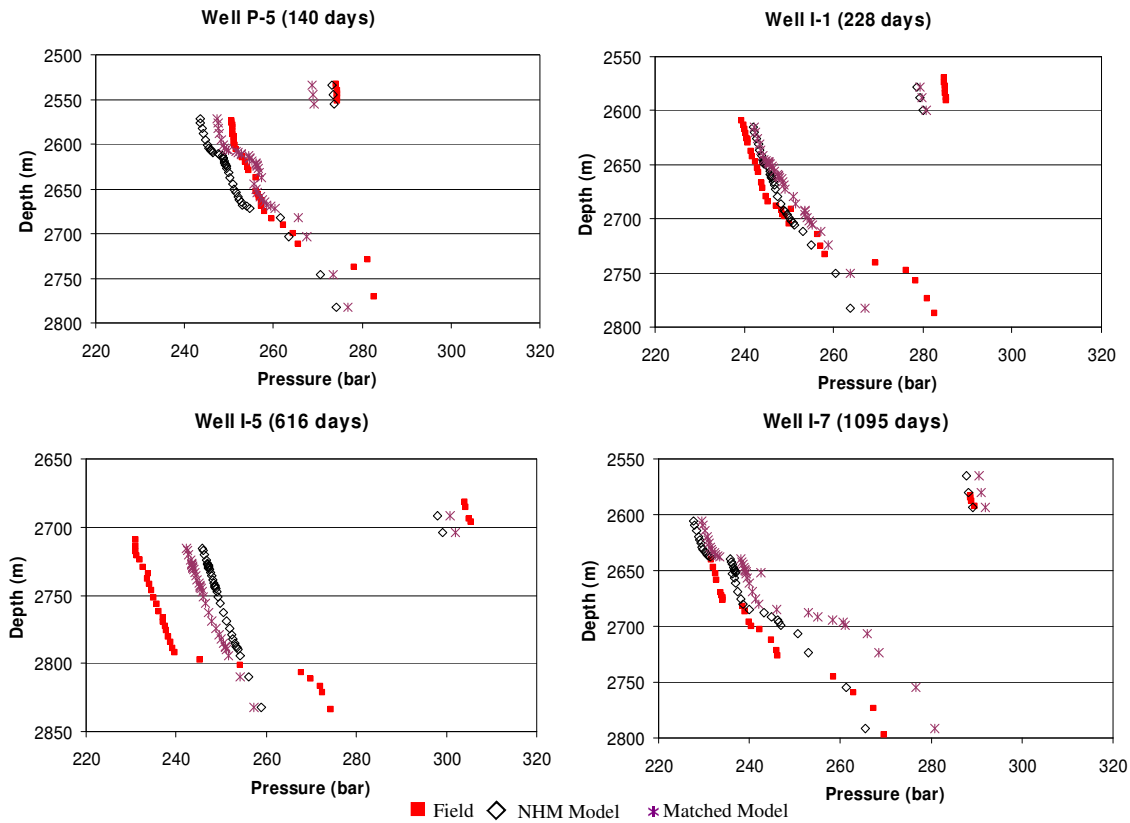 Well P-5 (140 days)
Depth (m)
2500
2550
2600
2650
2700
2750
2800
220 240 260 280 300 320
Pressure (bar)
Well I-1 (228 days)
Depth (m)
2550
2600
2650
2700
2750
2800
220 240 260 280 300 320
Pressure (bar)
Well I-5 (616 days)
Depth (m)
2650
2700
2750
2800
2850
220 240 260 280 300 320
Pressure (bar)
Well I-7 (1095 days)
Depth (m)
2550
2600
2650
2700
2750
2800
220 240 260 280 300 320
Pressure (bar)
Field NHM Model Matched Model